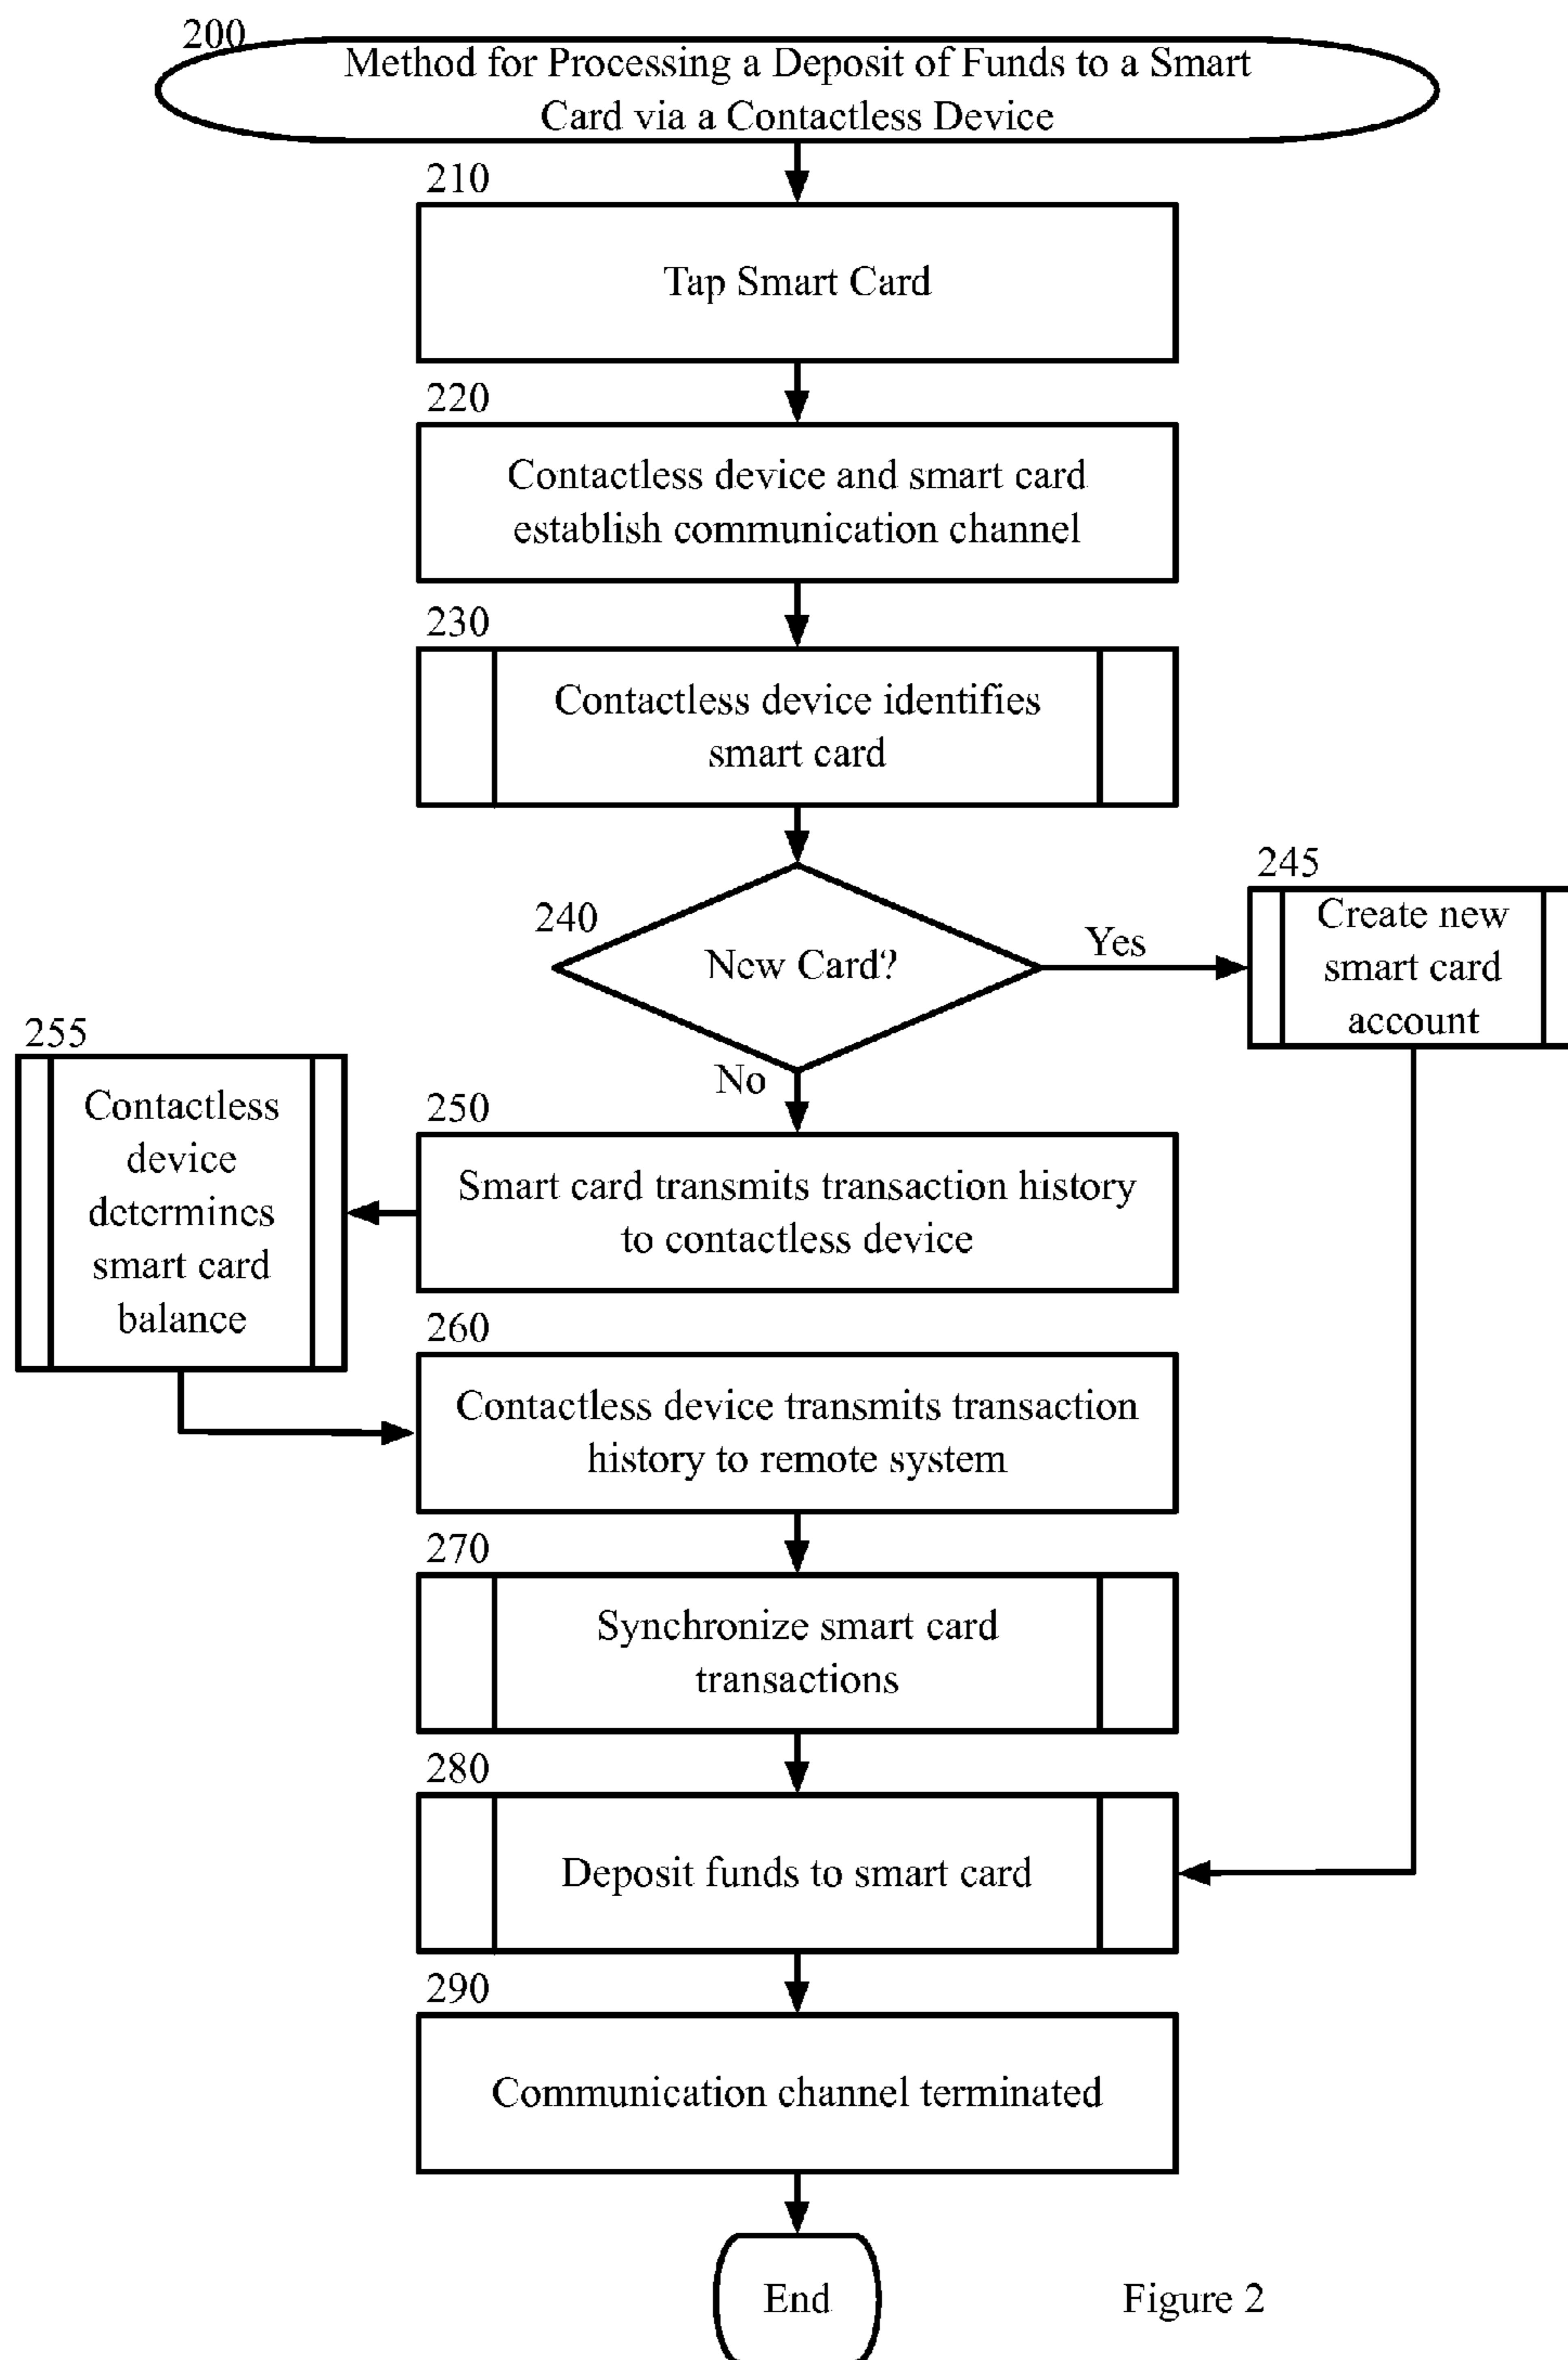 200
Method for Processing a Deposit of Funds to a Smart
Card via a Contactless Device
210
Tap Smart Card
220
Contactless device and smart card
establish communication channel
230
Contactless device identifies
smart card
240
New Card?
Yes
245
Create new
smart card
account
No
250
Smart card transmits transaction history
to contactless device
255
Contactless
device
determines
smart card
balance
260
Contactless device transmits transaction
history to remote system
270
Synchronize smart card
transactions
280
Deposit funds to smart card
290
Communication channel terminated
End
Figure 2